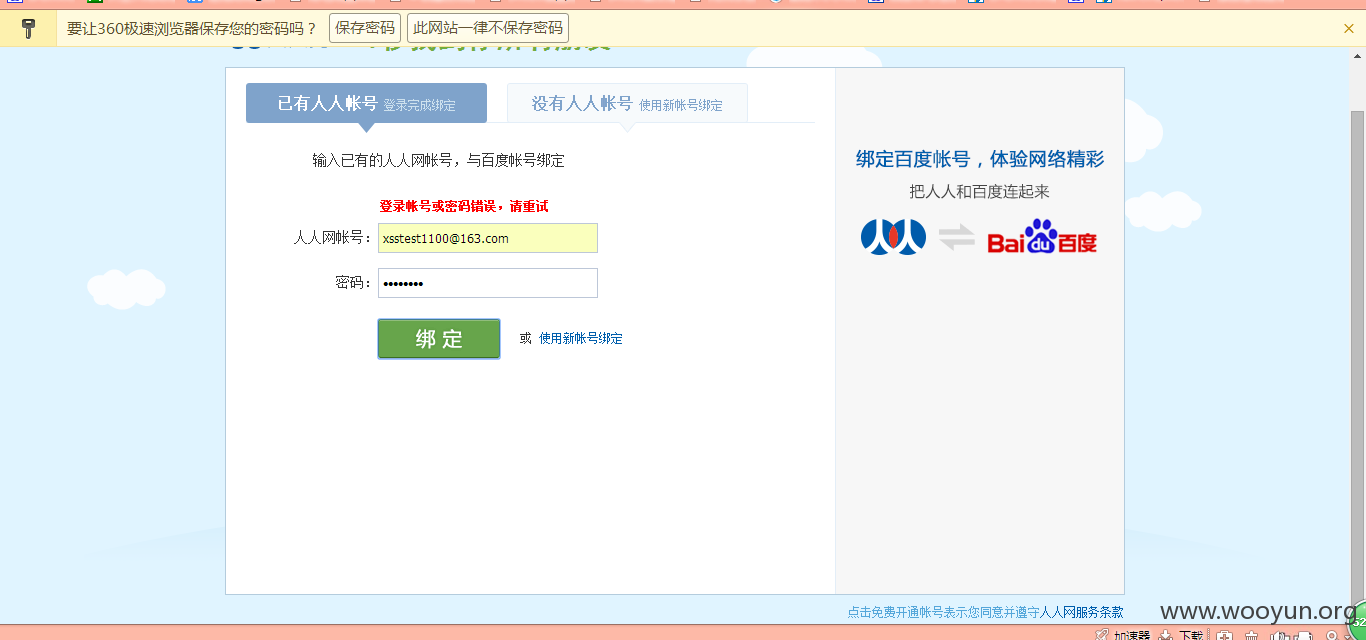 要让360极速浏览器保存您的密码吗？ 保存密码 此网站一律不保存密码
已有人人帐号 登录完成绑定 没有人人帐号 使用新帐号绑定
输入已有的人人网帐号，与百度帐号绑定
登录帐号或密码错误，请重试
人人网帐号： xsstest1100@163.com
密码： ••••••••
绑 定 或 使用新帐号绑定
绑定百度帐号，体验网络精彩
把人人和百度连起来
Bai du 百度
点击免费开通帐号表示您同意并遵守人人网服务条款
www.wooyun.org
加速器 下载